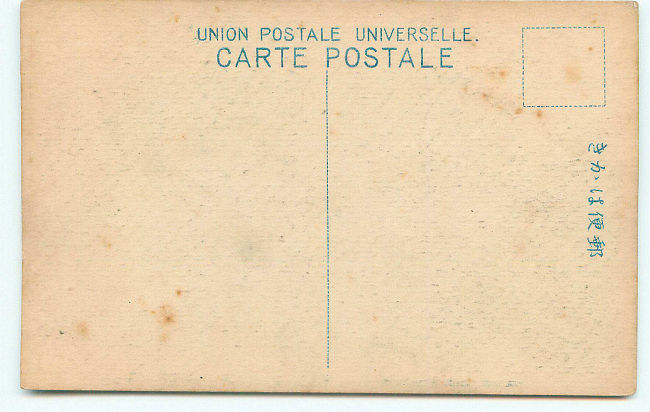 UNION POSTALE UNIVERSELLE.
CARTE POSTALE
郵便はかき